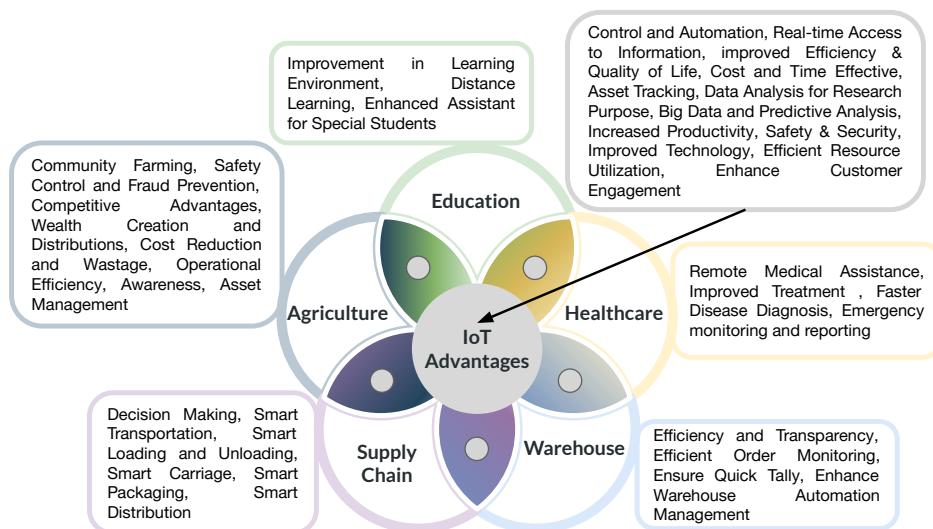 Control and Automation, Real-time Access
to Information, improved Efficiency &
Quality of Life, Cost and Time Effective,
Asset Tracking, Data Analysis for Research
Purpose, Big Data and Predictive Analysis,
Increased Productivity, Safety & Security,
Improved Technology, Efficient Resource
Utilization, Enhance Customer
Engagement
Improvement in Learning
Environment, Distance
Learning, Enhanced Assistant
for Special Students
Community Farming, Safety
Control and Fraud Prevention,
Competitive Advantages,
Wealth Creation and
Distributions, Cost Reduction
and Wastage, Operational
Efficiency, Awareness, Asset
Management
Education
Agriculture
Healthcare
IoT
Advantages
Remote Medical Assistance,
Improved Treatment , Faster
Disease Diagnosis, Emergency
monitoring and reporting
Supply
Chain
Warehouse
Decision Making, Smart
Transportation, Smart
Loading and Unloading,
Smart Carriage, Smart
Packaging, Smart
Distribution
Efficiency and Transparency,
Efficient Order Monitoring,
Ensure Quick Tally, Enhance
Warehouse Automation
Management